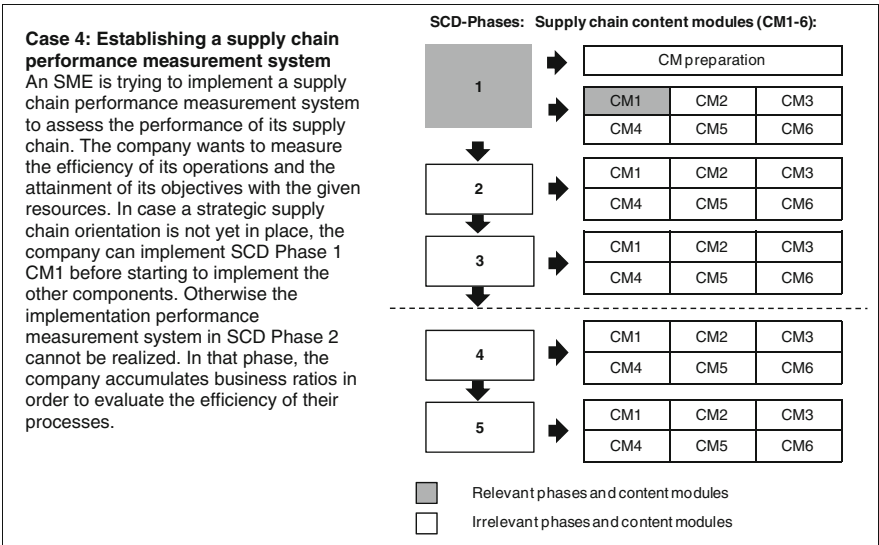 Case 4: Establishing a supply chain
performance measurement system
An SME is trying to implement a supply
chain performance measurement system
to assess the performance of its supply
chain. The company wants to measure
the efficiency of its operations and the
attainment of its objectives with the given
resources. In case a strategic supply
chain orientation is not yet in place, the
company can implement SCD Phase 1
CM1 before starting to implement the
other components. Otherwise the
implementation performance
measurement system in SCD Phase 2
cannot be realized. In that phase, the
company accumulates business ratios in
order to evaluate the efficiency of their
processes.
SCD-Phases: Supply chain content modules (CM1-6):
CM preparation
1
CM1 CM2 CM3
CM4 CM5 CM6
2
CM1 CM2 CM3
CM4 CM5 CM6
3
CM1 CM2 CM3
CM4 CM5 CM6
4
CM1 CM2 CM3
CM4 CM5 CM6
5
CM1 CM2 CM3
CM4 CM5 CM6
Relevant phases and content modules
Irrelevant phases and content modules